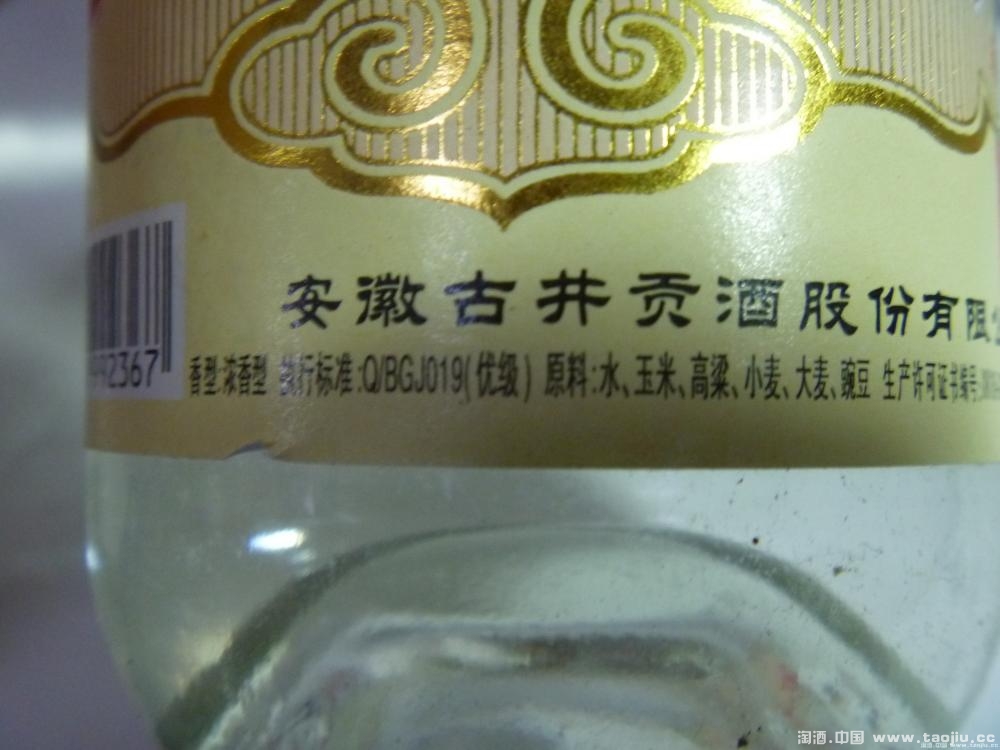 安徽古井贡酒股份有限
92367
香型:浓香型 执行标准:Q/BGJ019(优级) 原料:水、玉米、高粱、小麦、大麦、豌豆 生产许可证书编号:
淘酒.中国 www.taojiu.cc